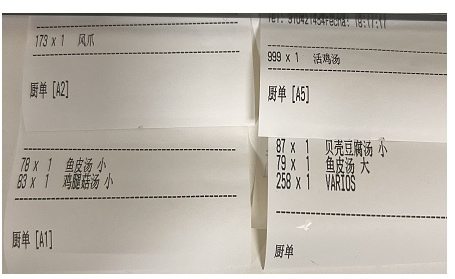 173 x 1 风爪
厨单 [A2]
999 x 1 活鸡汤
厨单 [A5]
78 x 1 鱼皮汤 小
83 x 1 鸡腿菇汤 小
厨单 [A1]
87 x 1 贝壳豆腐汤 小
79 x 1 鱼皮汤 大
258 x 1 VARIOS
厨单